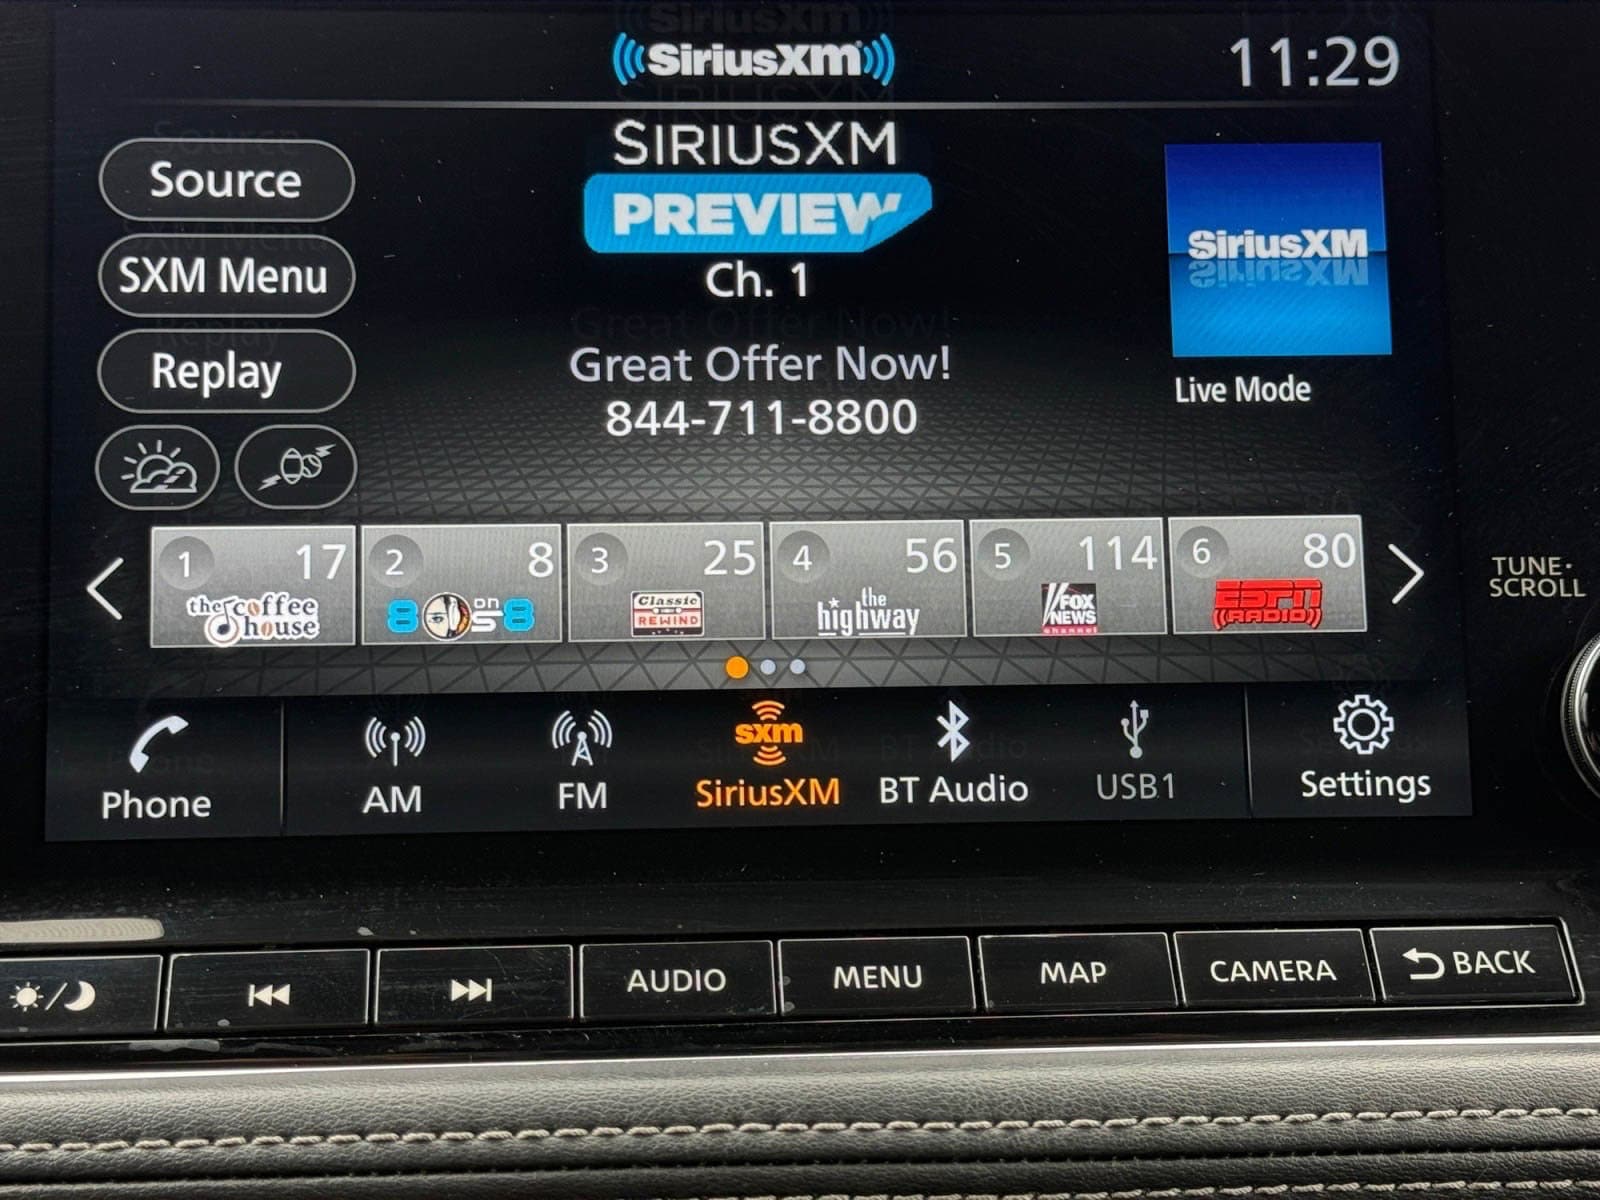 SiriusXM
11:29
SIRIUSXM
PREVIEW
Ch. 1
Great Offer Now!
844-711-8800
Source
SXM Menu
Replay
SiriusXM
Live Mode
1 17
the coffee
house
2 8
8 on 8
3 25
Classic
REWIND
4 56
the
highway
5 114
FOX
NEWS
channel
6 80
ESPN
RADIO
TUNE·
SCROLL
Phone
AM
FM
sxm
SiriusXM
BT Audio
USB1
Settings
AUDIO
MENU
MAP
CAMERA
BACK